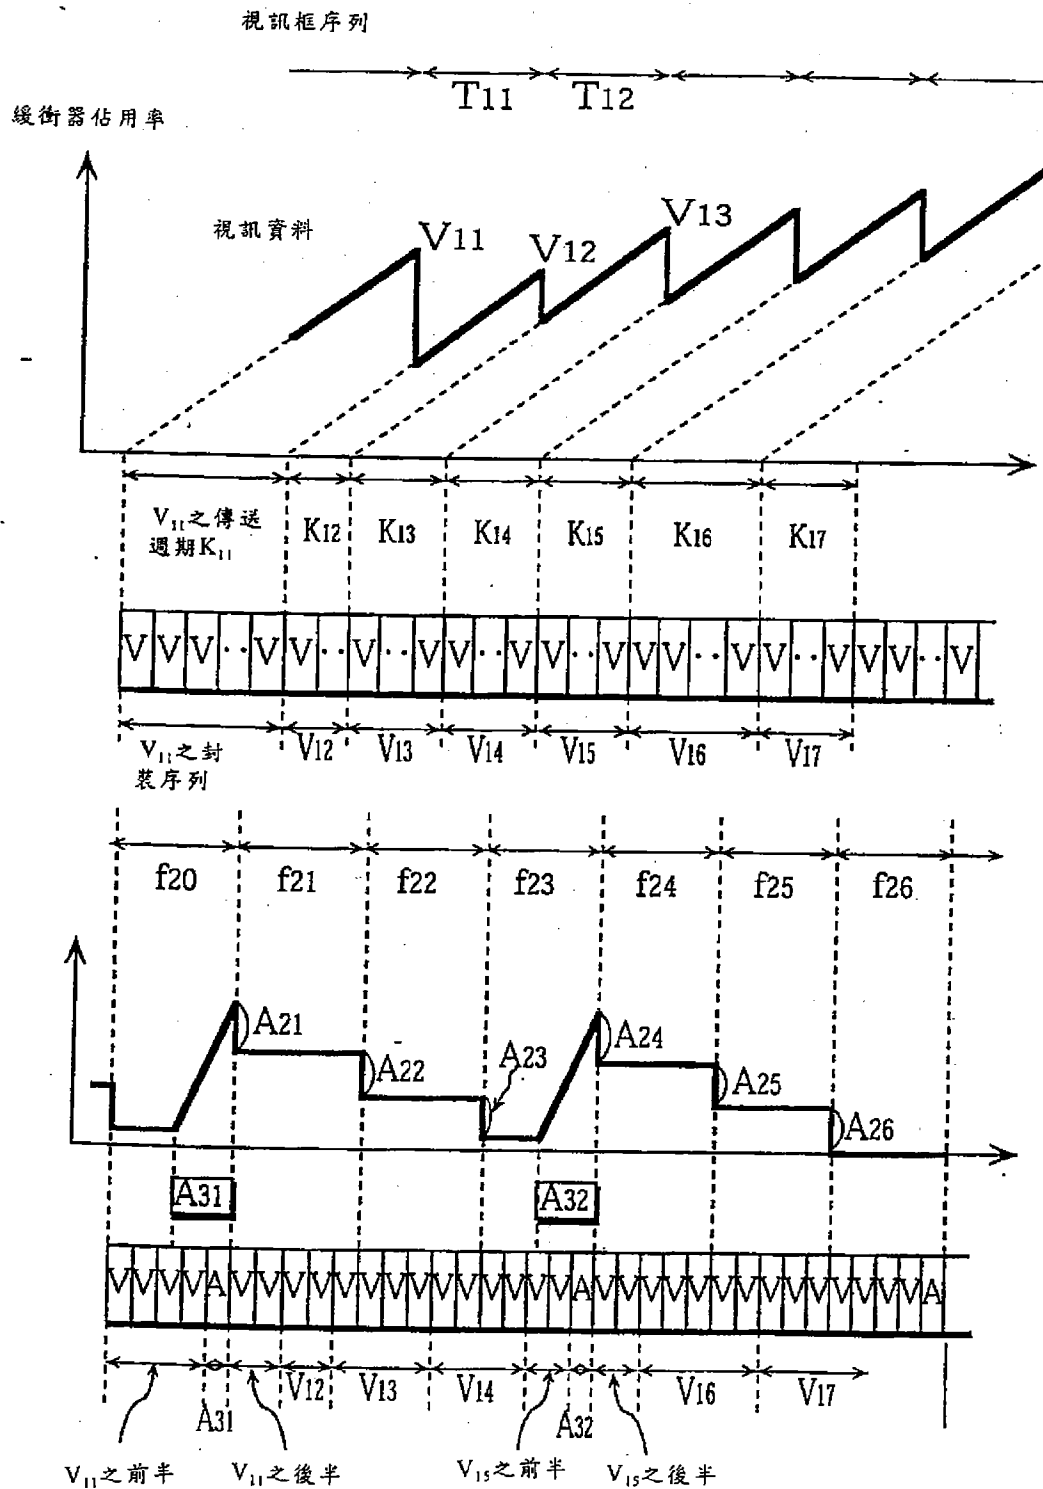 視訊框序列
T11 T12
緩衝器佔用率
視訊資料
V11 V12 V13
V11之傳送
週期K11
K12 K13 K14 K15 K16 K17
V V V ·· V V ·· V ·· V V ·· V V ·· V V V ·· V V ·· V V V ·· V
V11之封
裝序列
V12 V13 V14 V15 V16 V17
f20 f21 f22 f23 f24 f25 f26
A21 A22 A23 A24 A25 A26
A31 A32
V V V V A V V V V V V V V V V V V V V A V V V V V V V V V V V V V V A
V12 V13 V14 V16 V17
A31 A32
V11之前半 V11之後半 V15之前半 V15之後半